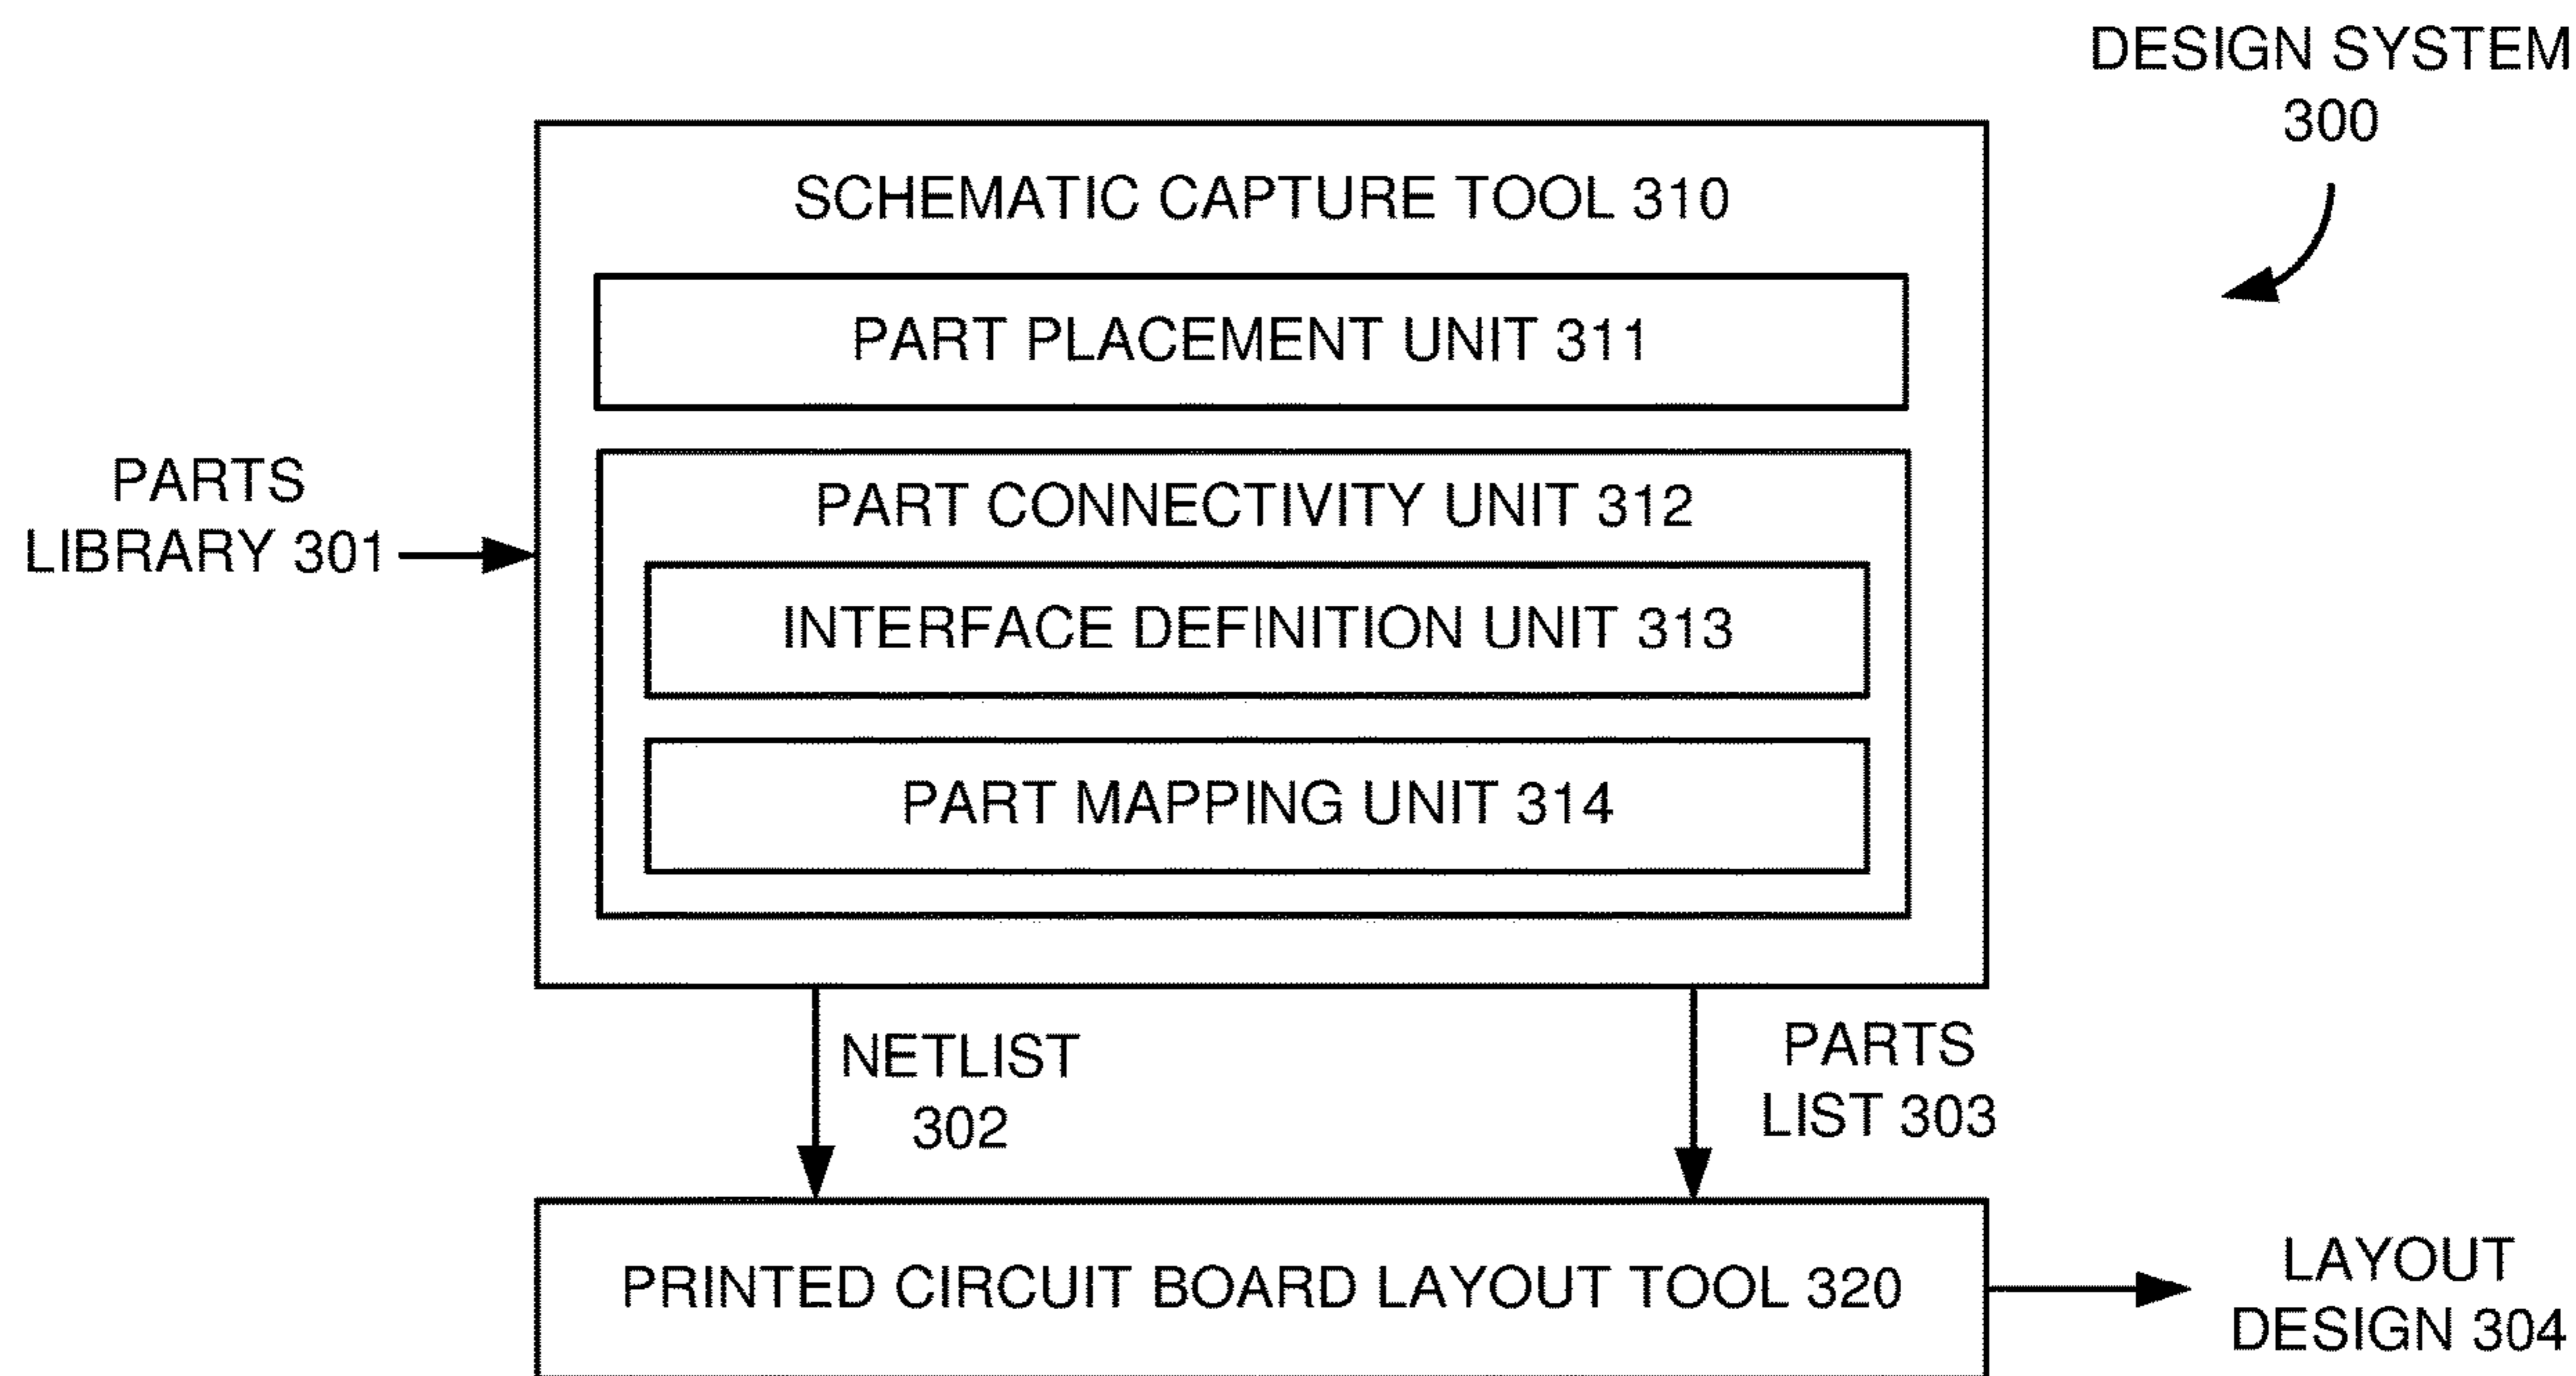 DESIGN SYSTEM
300
SCHEMATIC CAPTURE TOOL 310
PART PLACEMENT UNIT 311
PARTS
LIBRARY 301
PART CONNECTIVITY UNIT 312
INTERFACE DEFINITION UNIT 313
PART MAPPING UNIT 314
NETLIST
302
PARTS
LIST 303
PRINTED CIRCUIT BOARD LAYOUT TOOL 320
LAYOUT
DESIGN 304